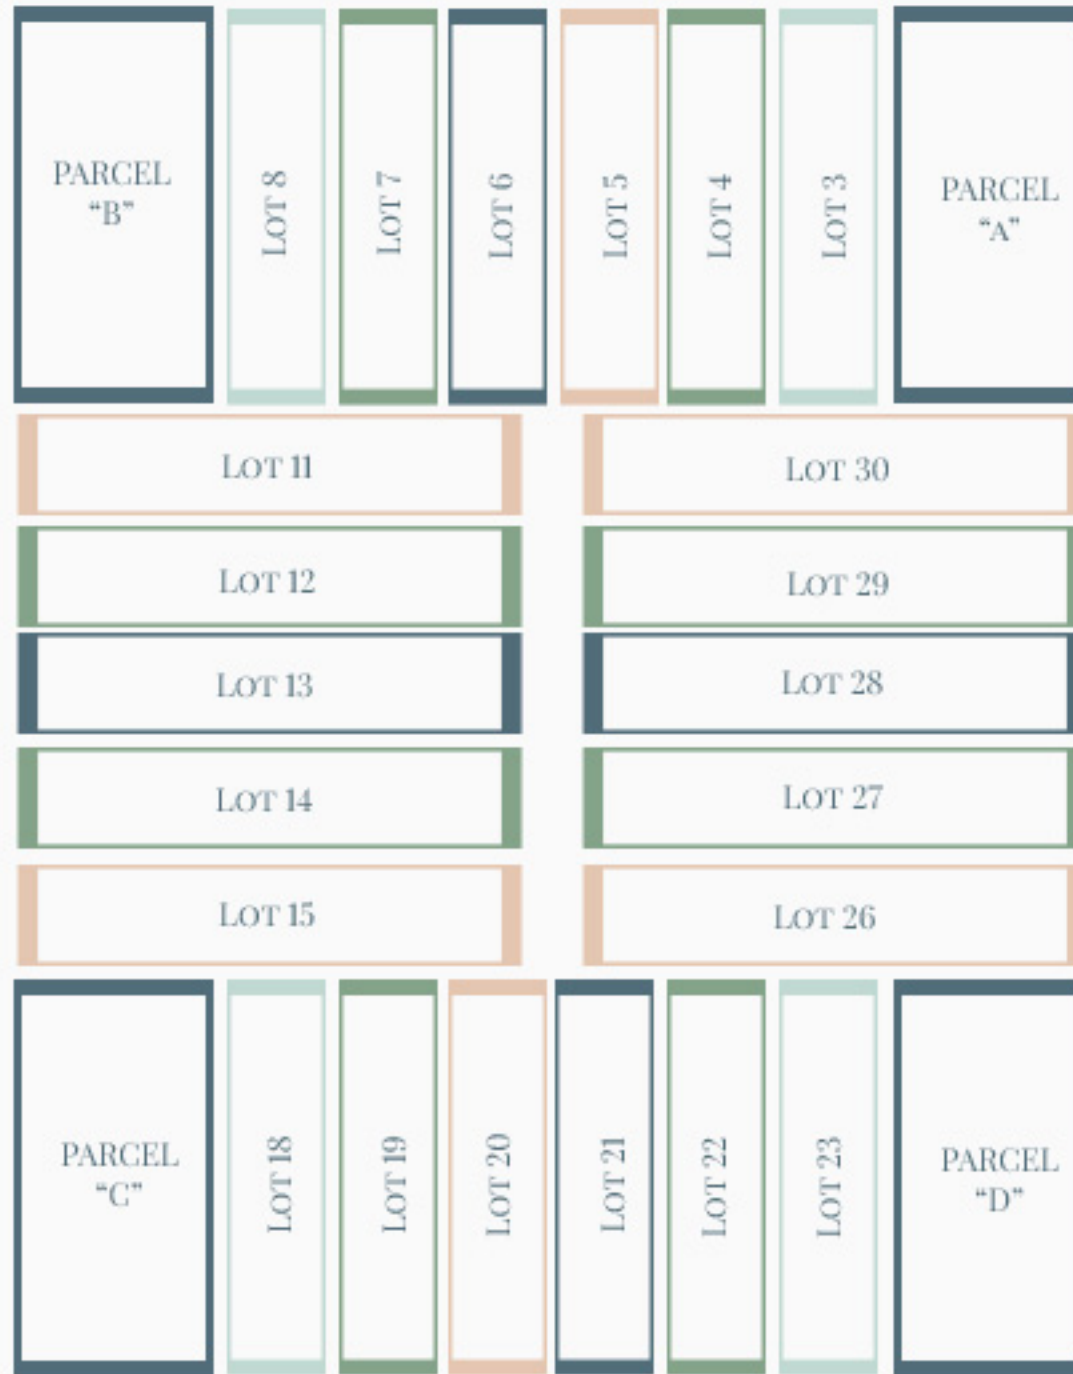 PARCEL
“B”
LOT 8
LOT 7
LOT 6
LOT 5
LOT 4
LOT 3
PARCEL
“A”
LOT 11
LOT 30
LOT 12
LOT 29
LOT 13
LOT 28
LOT 14
LOT 27
LOT 15
LOT 26
PARCEL
“C”
LOT 18
LOT 19
LOT 20
LOT 21
LOT 22
LOT 23
PARCEL
“D”